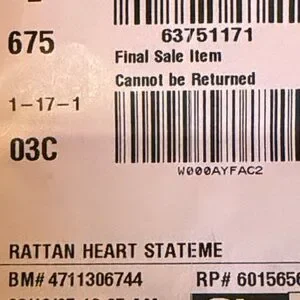 675
63751171
Final Sale Item
Cannot be Returned
1-17-1
03C
W000AYFAC2
RATTAN HEART STATEME
BM# 4711306744 RP# 6015656